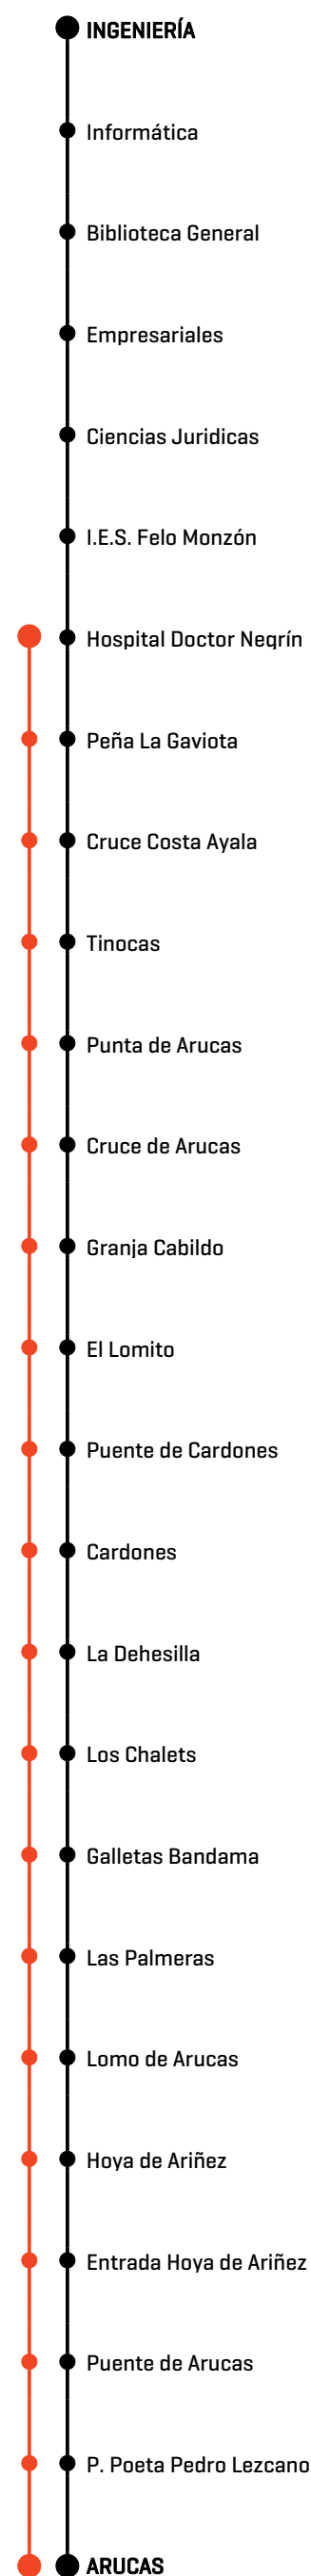 INGENIERÍA
Informática
Biblioteca General
Empresariales
Ciencias Juridicas
I.E.S. Felo Monzón
Hospital Doctor Negrín
Peña La Gaviota
Cruce Costa Ayala
Tinocas
Punta de Arucas
Cruce de Arucas
Granja Cabildo
El Lomito
Puente de Cardones
Cardones
La Dehesilla
Los Chalets
Galletas Bandama
Las Palmeras
Lomo de Arucas
Hoya de Ariñez
Entrada Hoya de Ariñez
Puente de Arucas
P. Poeta Pedro Lezcano
ARUCAS